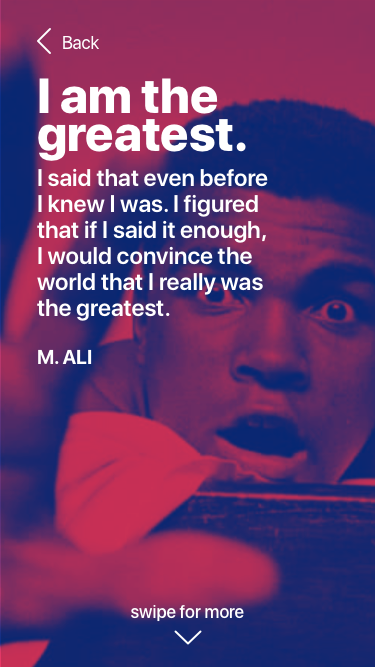 Back
I am the
greatest.
I said that even before
I knew I was. I figured
that if I said it enough,
I would convince the
world that I really was
the greatest.
M. ALI
swipe for more